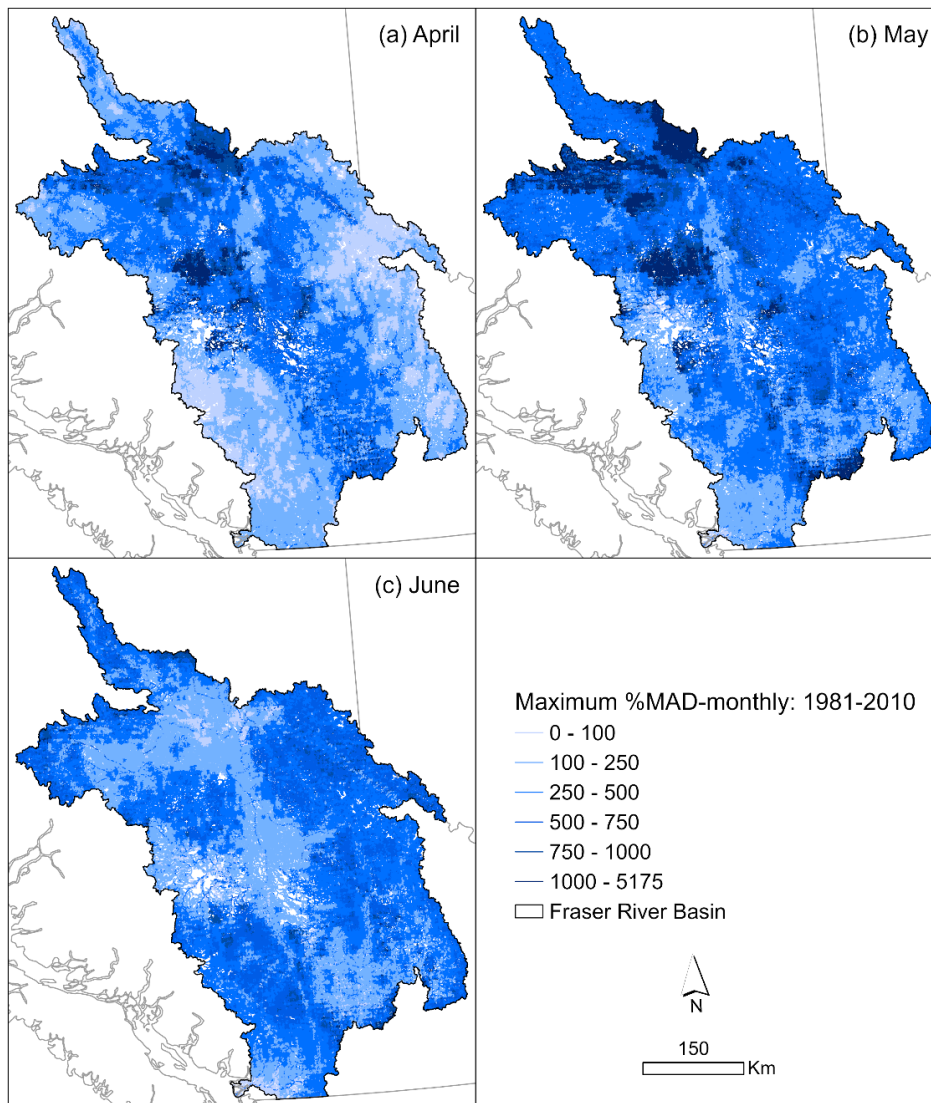 (a) April
(b) May
(c) June
Maximum %MAD-monthly: 1981-2010
0 - 100
100 - 250
250 - 500
500 - 750
750 - 1000
1000 - 5175
Fraser River Basin
N
150
Km